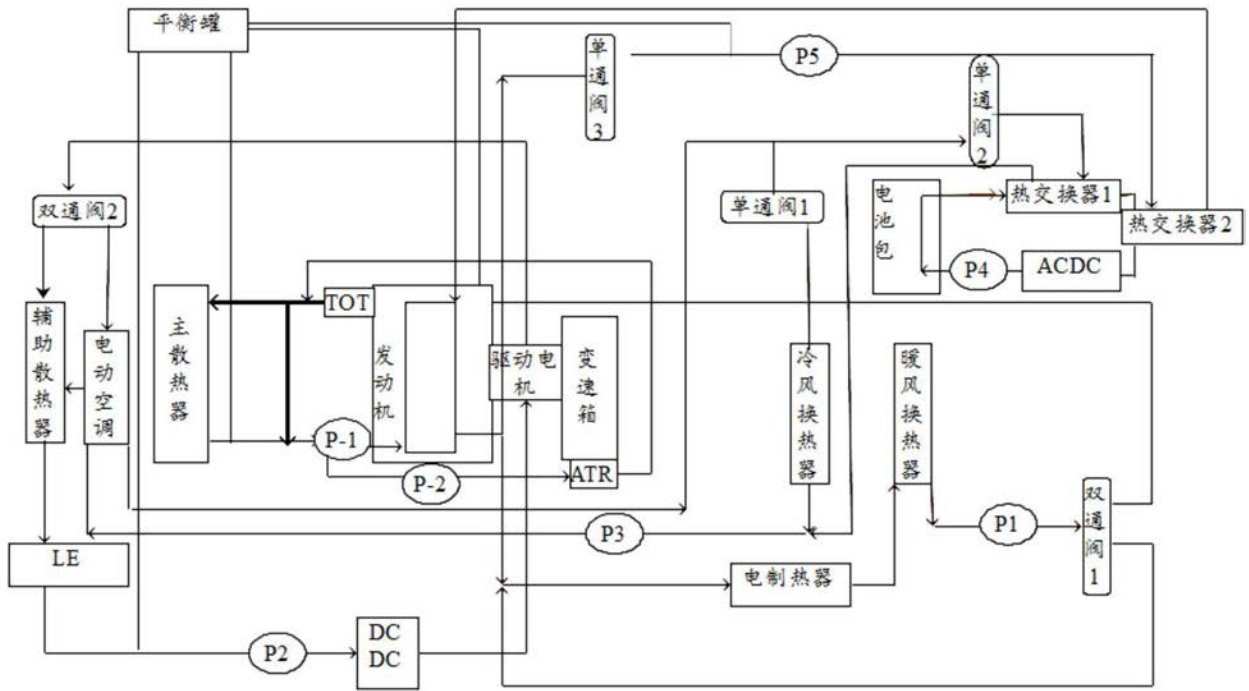 平衡罐
单通阀3
P5
单通阀2
双通阀2
单通阀1
电池包
热交换器1
热交换器2
P4
ACDC
辅助散热器
电动空调
主散热器
TOT
发动机
驱动电机
变速箱
冷风换热器
暖风换热器
P-1
P-2
ATR
P3
P1
双通阀1
LE
电制热器
P2
DC
DC